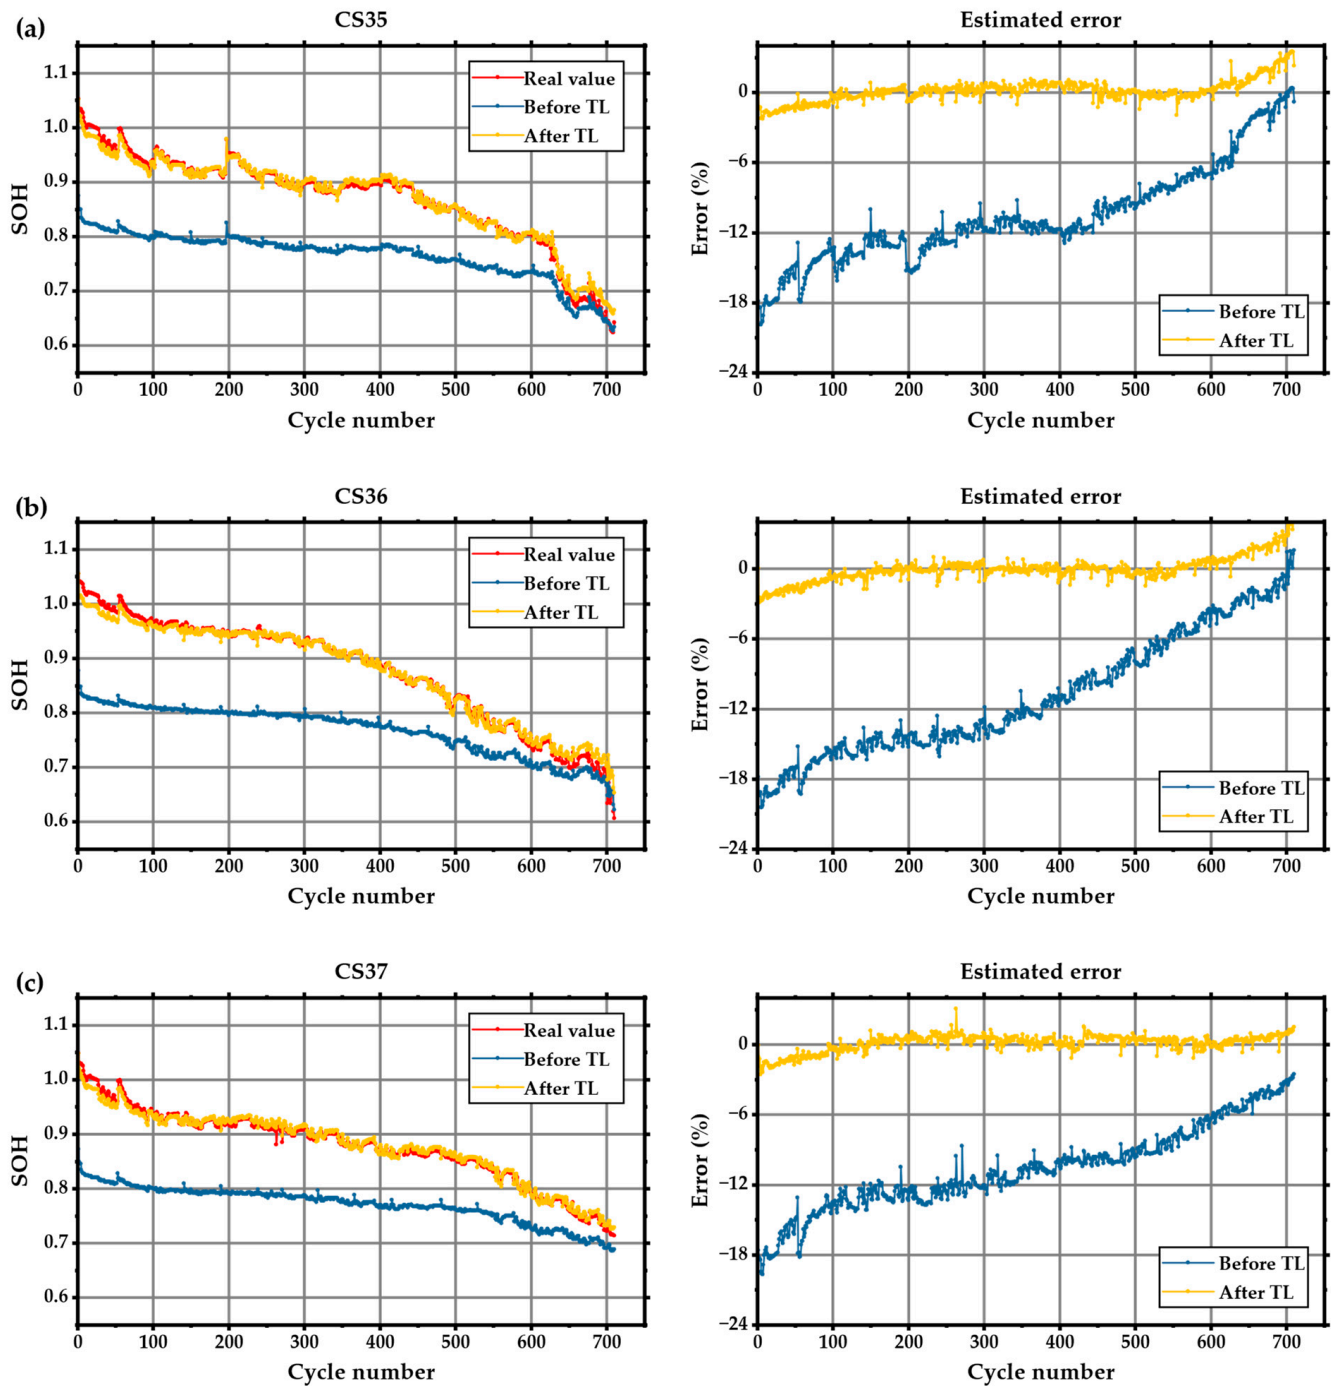 (a)
CS35
Estimated error
1.1
1.0
0.9
0.8
0.7
0.6
SOH
Real value
Before TL
After TL
0 100 200 300 400 500 600 700
Cycle number
0
−6
−12
−18
−24
Error (%)
Before TL
After TL
0 100 200 300 400 500 600 700
Cycle number
(b)
CS36
Estimated error
1.1
1.0
0.9
0.8
0.7
0.6
SOH
Real value
Before TL
After TL
0 100 200 300 400 500 600 700
Cycle number
0
−6
−12
−18
−24
Error (%)
Before TL
After TL
0 100 200 300 400 500 600 700
Cycle number
(c)
CS37
Estimated error
1.1
1.0
0.9
0.8
0.7
0.6
SOH
Real value
Before TL
After TL
0 100 200 300 400 500 600 700
Cycle number
0
−6
−12
−18
−24
Error (%)
Before TL
After TL
0 100 200 300 400 500 600 700
Cycle number